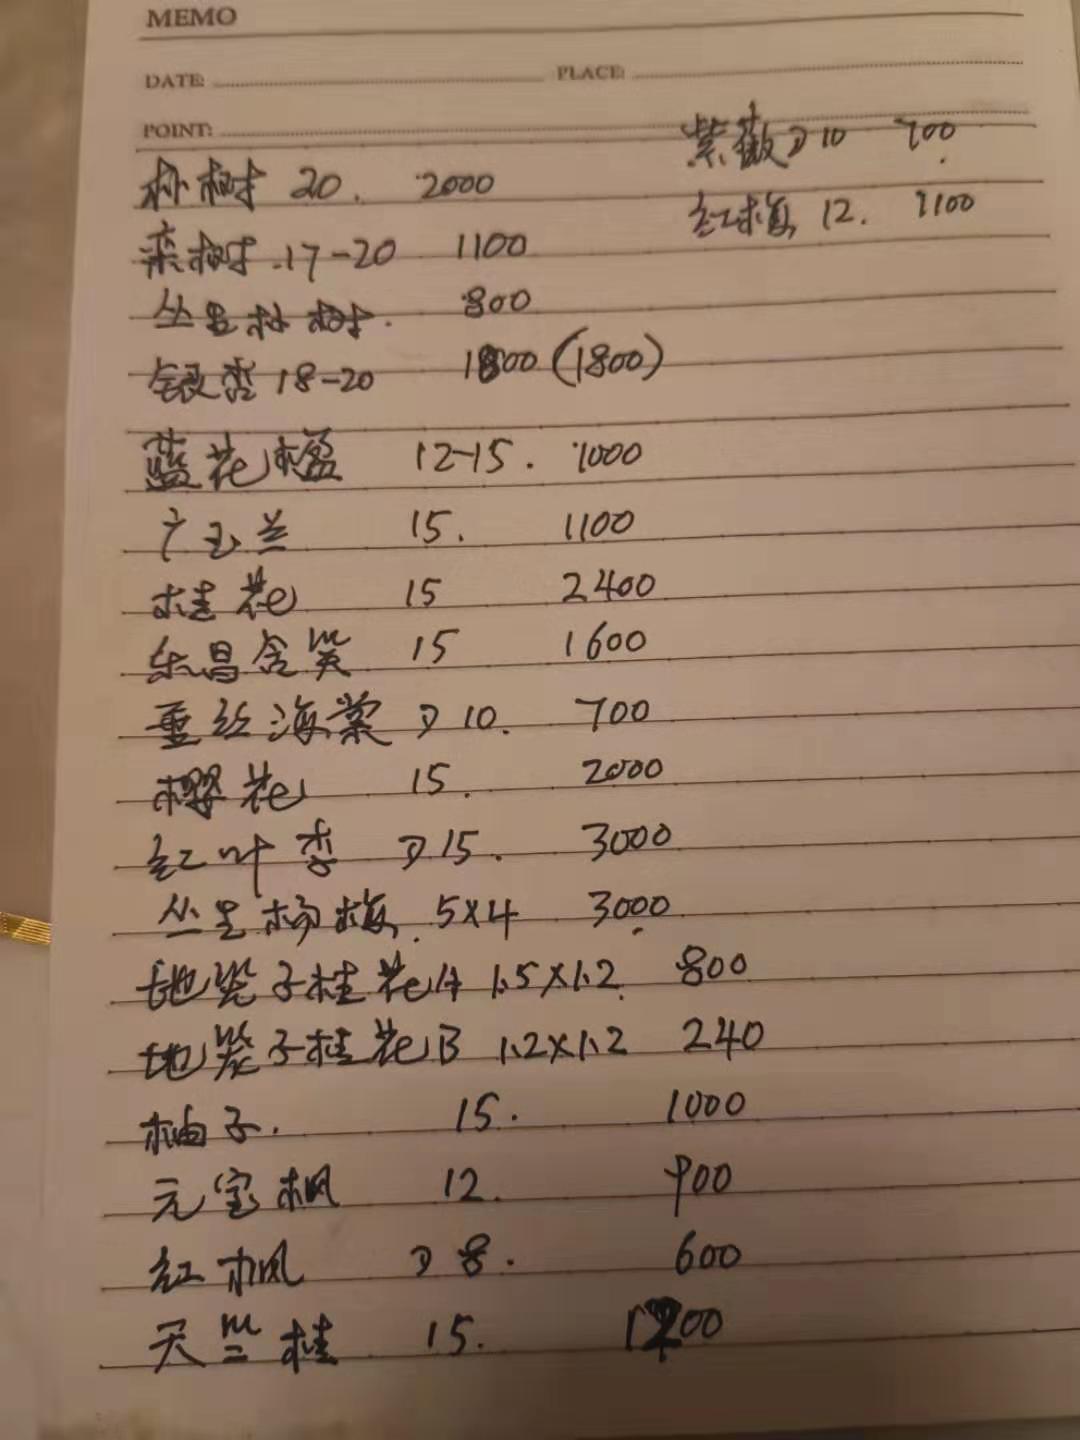 MEMO
DATE: PLACE:
POINT:
紫薇 D10 700
朴树 20. 2000
红梅 12. 1100
栾树.17-20 1100
丛生朴树. 800
银杏 18-20 1800 (1800)
蓝花楹 12-15. 1000
广玉兰 15. 1100
桂花 15 2400
乐昌含笑 15 1600
垂丝海棠 D10. 700
樱花 15. 2000
红叶李 D15. 3000
丛生杨梅. 5×4 3000
地笼子桂花A 1.5×1.2 800
地笼子桂花B 1.2×1.2 240
柚子. 15. 1000
元宝枫 12. 900
红枫 D8. 600
天竺桂 15. 1200